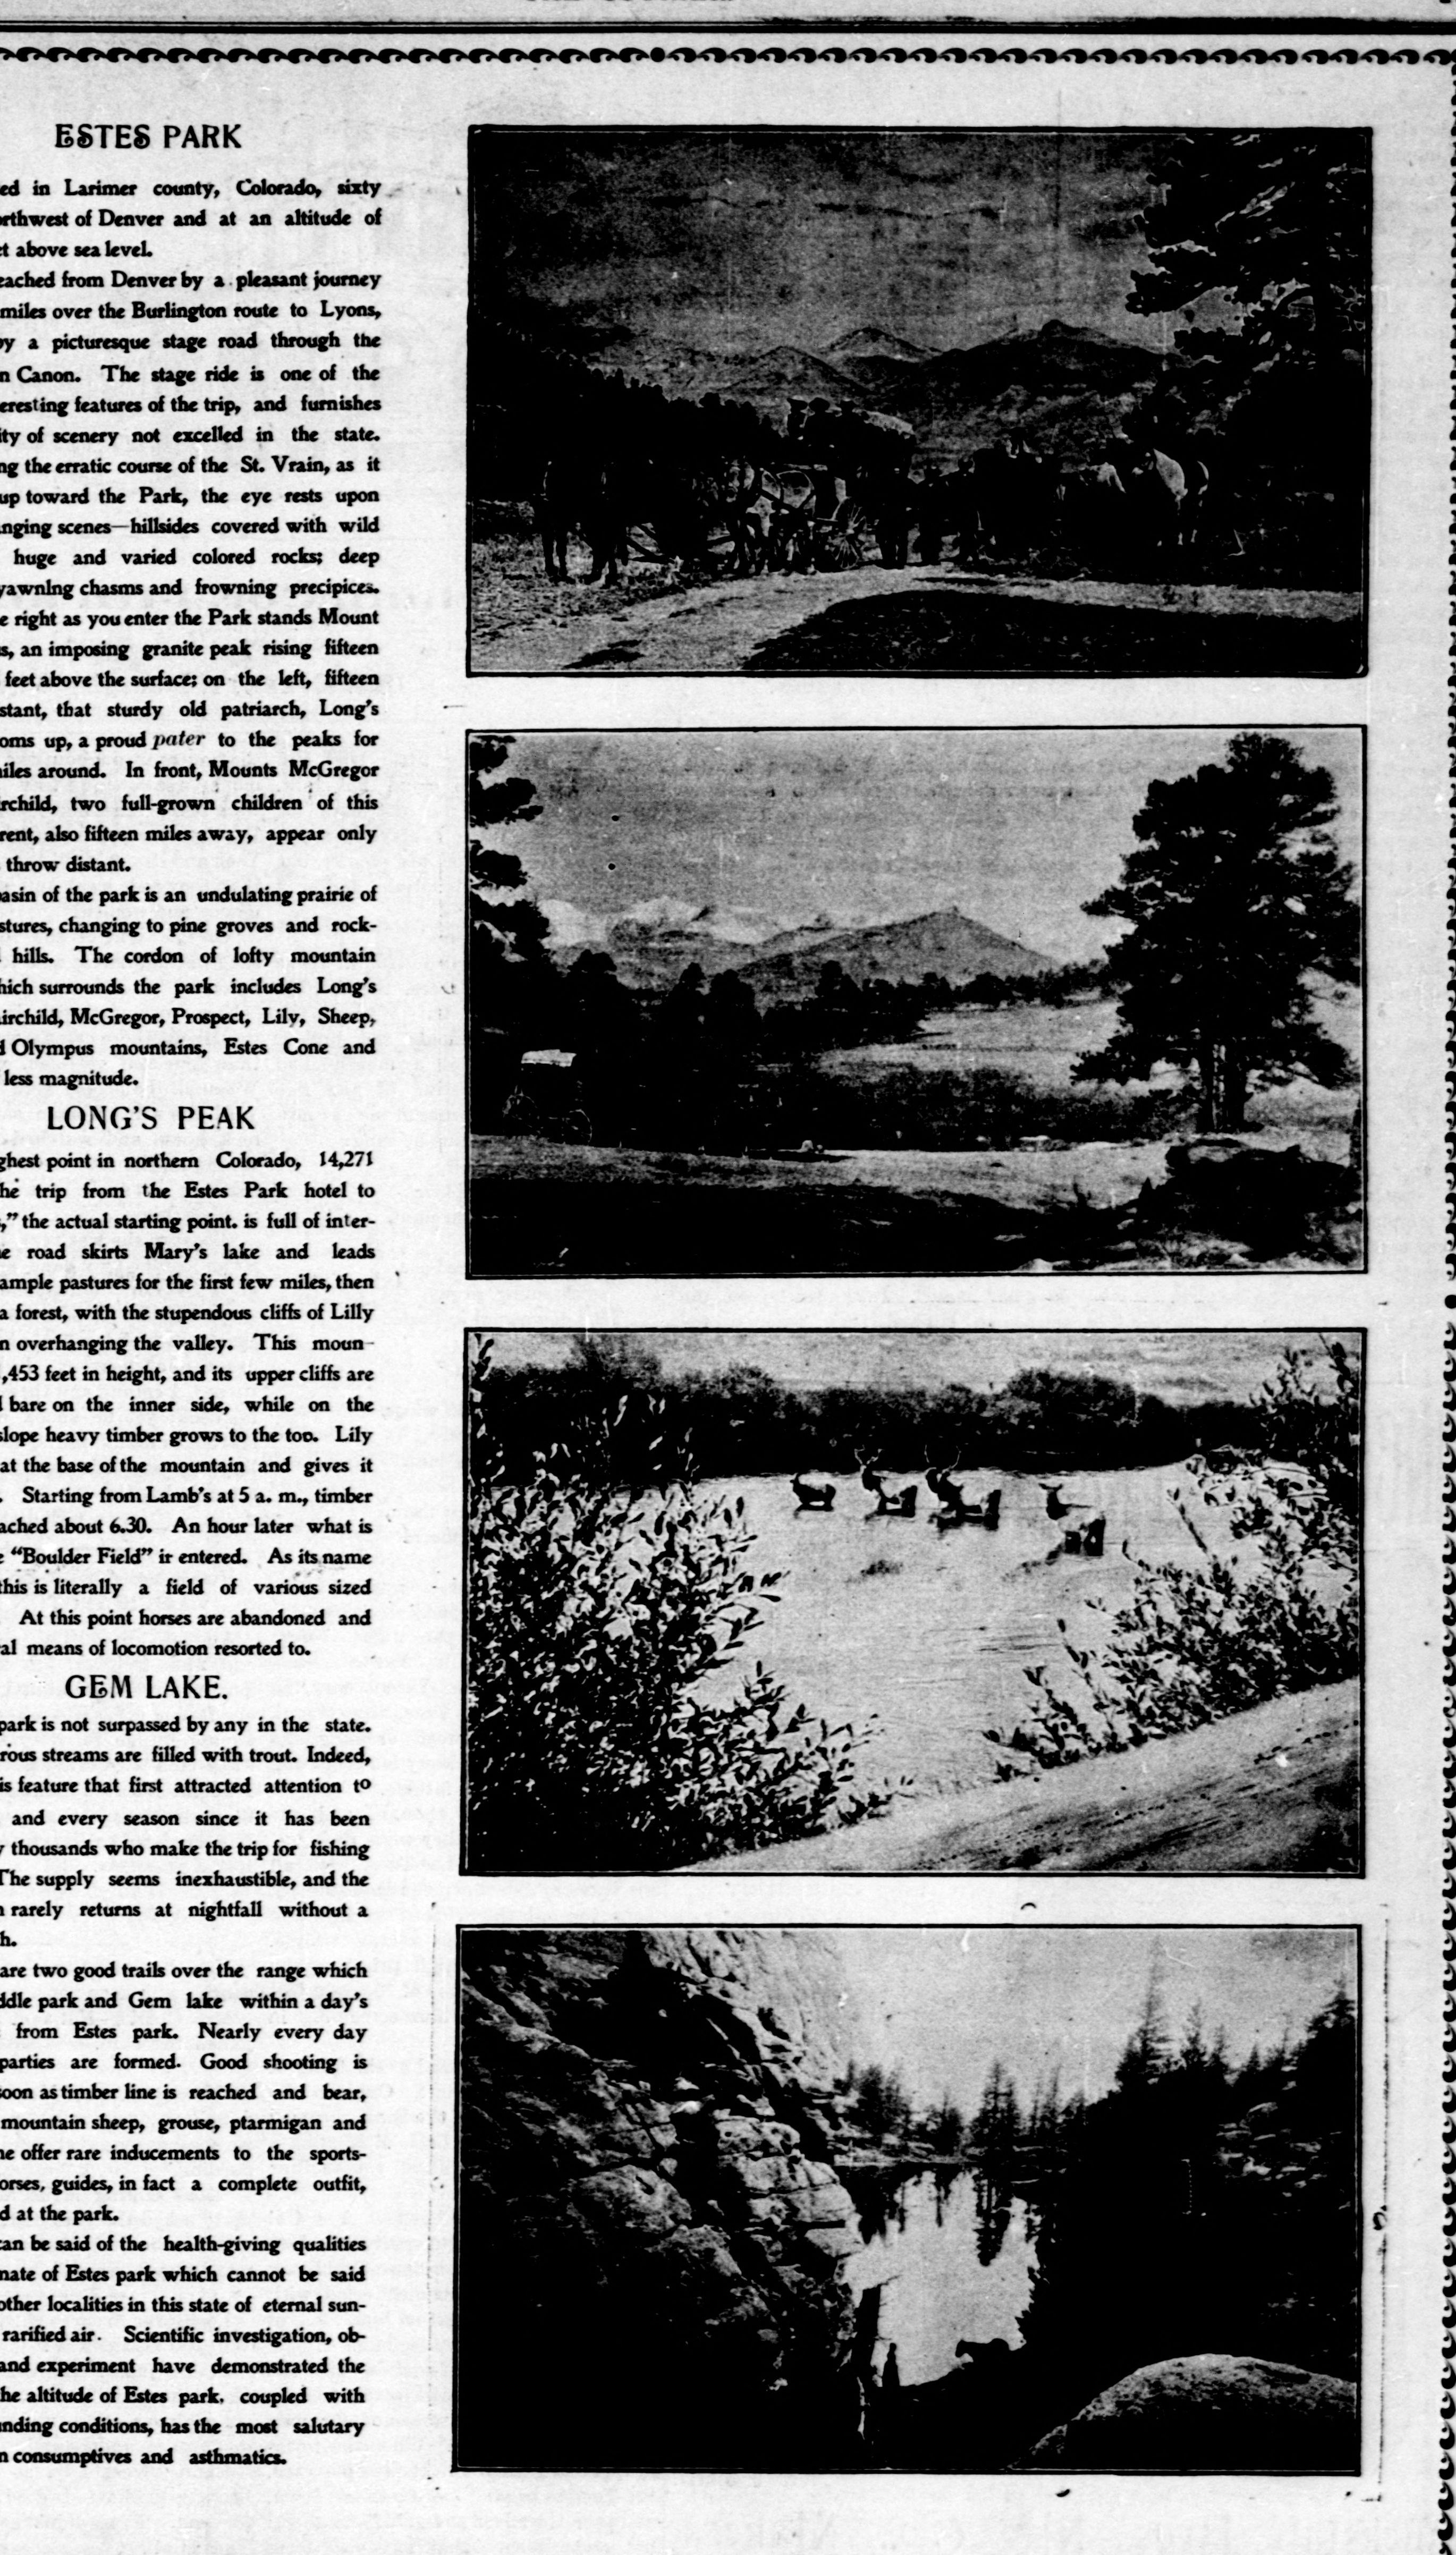 ESTES PARK
ed in Larimer county, Colorado, sixty
orthwest of Denver and at an altitude of
t above sea level.
eached from Denver by a pleasant journey
miles over the Burlington route to Lyons,
by a picturesque stage road through the
n Canon. The stage ride is one of the
eresting features of the trip, and furnishes
ity of scenery not excelled in the state.
ng the erratic course of the St. Vrain, as it
up toward the Park, the eye rests upon
anging scenes—hillsides covered with wild
huge and varied colored rocks; deep
yawning chasms and frowning precipices.
e right as you enter the Park stands Mount
s, an imposing granite peak rising fifteen
feet above the surface; on the left, fifteen
stant, that sturdy old patriarch, Long's
oms up, a proud pater to the peaks for
niles around. In front, Mounts McGregor
irchild, two full-grown children of this
rent, also fifteen miles away, appear only
throw distant.
basin of the park is an undulating prairie of
stures, changing to pine groves and rock-
hills. The cordon of lofty mountain
hich surrounds the park includes Long's
airchild, McGregor, Prospect, Lily, Sheep,
d Olympus mountains, Estes Cone and
less magnitude.
LONG'S PEAK
ghest point in northern Colorado, 14,271
he trip from the Estes Park hotel to
," the actual starting point. is full of inter-
e road skirts Mary's lake and leads
ample pastures for the first few miles, then
a forest, with the stupendous cliffs of Lilly
n overhanging the valley. This moun-
,453 feet in height, and its upper cliffs are
d bare on the inner side, while on the
slope heavy timber grows to the too. Lily
at the base of the mountain and gives it
. Starting from Lamb's at 5 a. m., timber
ached about 6.30. An hour later what is
e "Boulder Field" ir entered. As its name
this is literally a field of various sized
At this point horses are abandoned and
al means of locomotion resorted to.
GEM LAKE.
park is not surpassed by any in the state.
rous streams are filled with trout. Indeed,
is feature that first attracted attention to
and every season since it has been
y thousands who make the trip for fishing
The supply seems inexhaustible, and the
n rarely returns at nightfall without a
h.
are two good trails over the range which
ddle park and Gem lake within a day's
from Estes park. Nearly every day
parties are formed. Good shooting is
soon as timber line is reached and bear,
mountain sheep, grouse, ptarmigan and
ne offer rare inducements to the sports-
orses, guides, in fact a complete outfit,
d at the park.
can be said of the health-giving qualities
mate of Estes park which cannot be said
other localities in this state of eternal sun-
rarified air. Scientific investigation, ob-
and experiment have demonstrated the
he altitude of Estes park, coupled with
unding conditions, has the most salutary
n consumptives and asthmatics.